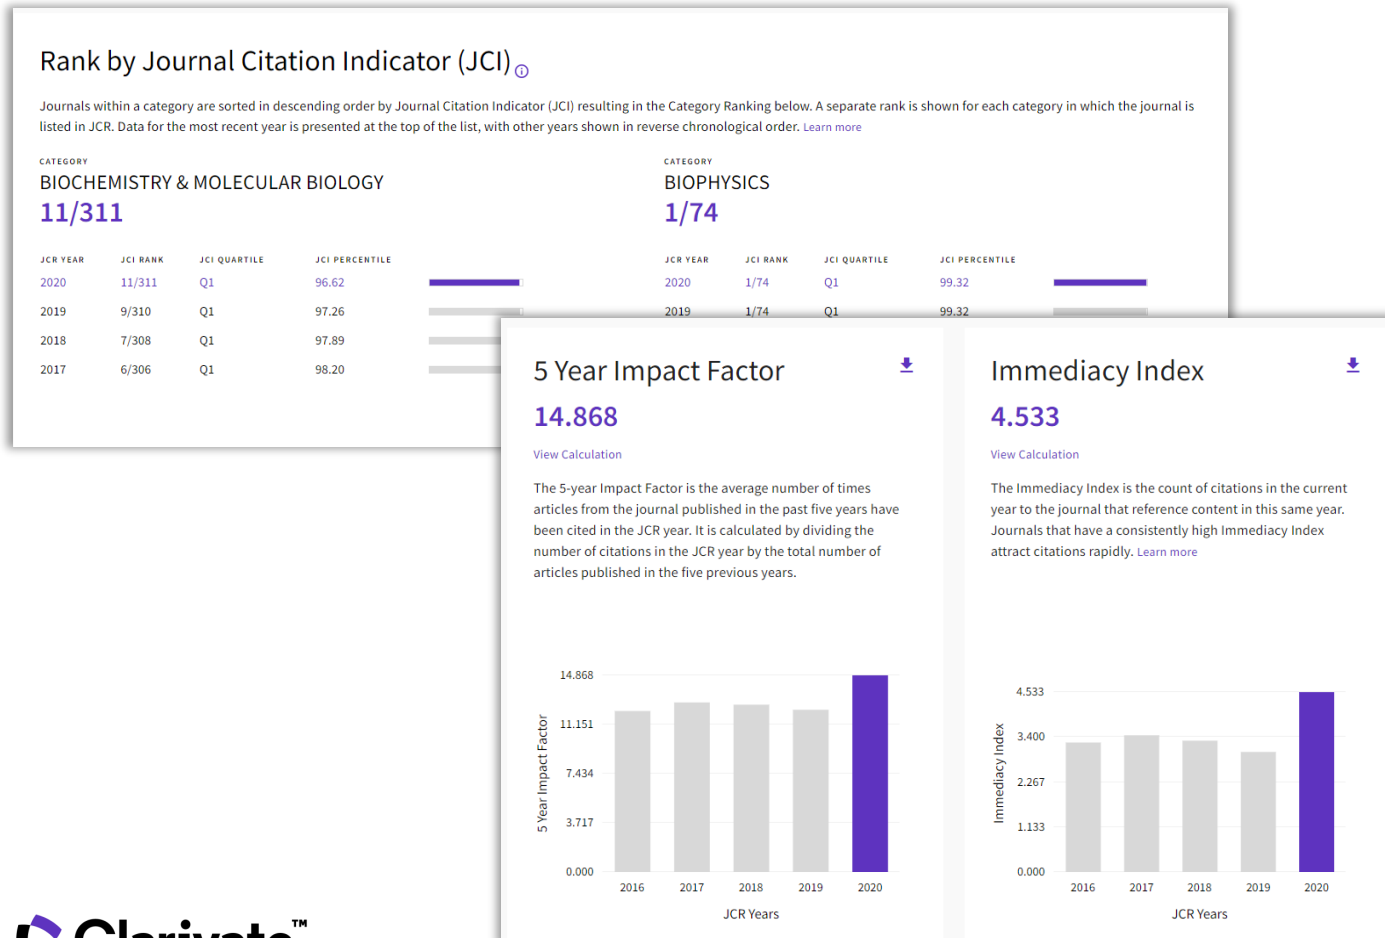 Rank by Journal Citation Indicator (JCI)
Journals within a category are sorted in descending order by Journal Citation Indicator (JCI) resulting in the Category Ranking below. A separate rank is shown for each category in which the journal is
listed in JCR. Data for the most recent year is presented at the top of the list, with other years shown in reverse chronological order. Learn more
CATEGORY
BIOCHEMISTRY & MOLECULAR BIOLOGY
11/311
JCR YEAR JCI RANK JCI QUARTILE JCI PERCENTILE
2020 11/311 Q1 96.62
2019 9/310 Q1 97.26
2018 7/308 Q1 97.89
2017 6/306 Q1 98.20
CATEGORY
BIOPHYSICS
1/74
JCR YEAR JCI RANK JCI QUARTILE JCI PERCENTILE
2020 1/74 Q1 99.32
2019 1/74 Q1 99.32
5 Year Impact Factor
14.868
View Calculation
The 5-year Impact Factor is the average number of times
articles from the journal published in the past five years have
been cited in the JCR year. It is calculated by dividing the
number of citations in the JCR year by the total number of
articles published in the five previous years.
14.868
11.151
7.434
3.717
0.000
5 Year Impact Factor
2016 2017 2018 2019 2020
JCR Years
Immediacy Index
4.533
View Calculation
The Immediacy Index is the count of citations in the current
year to the journal that reference content in this same year.
Journals that have a consistently high Immediacy Index
attract citations rapidly. Learn more
4.533
3.400
2.267
1.133
0.000
Immediacy Index
2016 2017 2018 2019 2020
JCR Years
Clarivate™